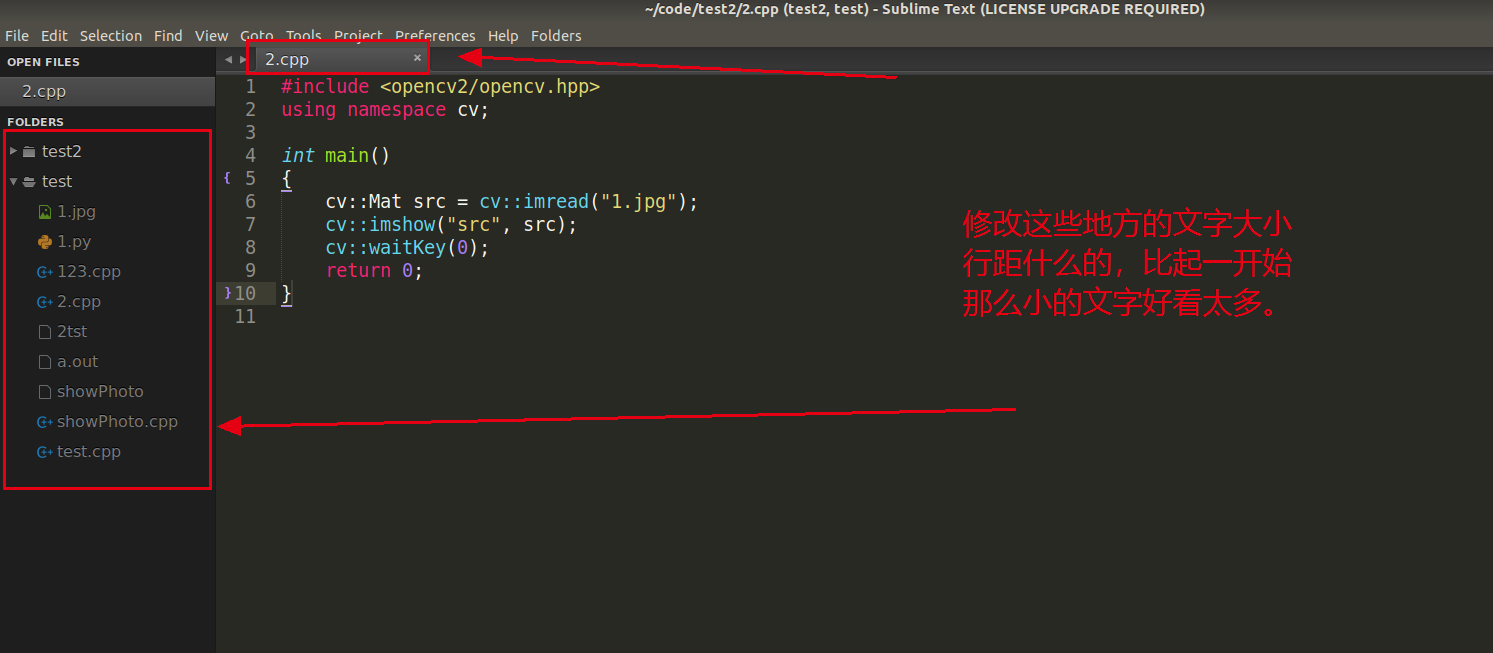 ~/code/test2/2.cpp (test2, test) - Sublime Text (LICENSE UPGRADE REQUIRED)
File Edit Selection Find View Goto Tools Project Preferences Help Folders
OPEN FILES
2.cpp
FOLDERS
test2
test
1.jpg
1.py
123.cpp
2.cpp
2tst
a.out
showPhoto
showPhoto.cpp
test.cpp
2.cpp ×
1 #include <opencv2/opencv.hpp>
2 using namespace cv;
3
4 int main()
{ 5 {
6     cv::Mat src = cv::imread("1.jpg");
7     cv::imshow("src", src);
8     cv::waitKey(0);
9     return 0;
} 10 }
11
修改这些地方的文字大小
行距什么的，比起一开始
那么小的文字好看太多。